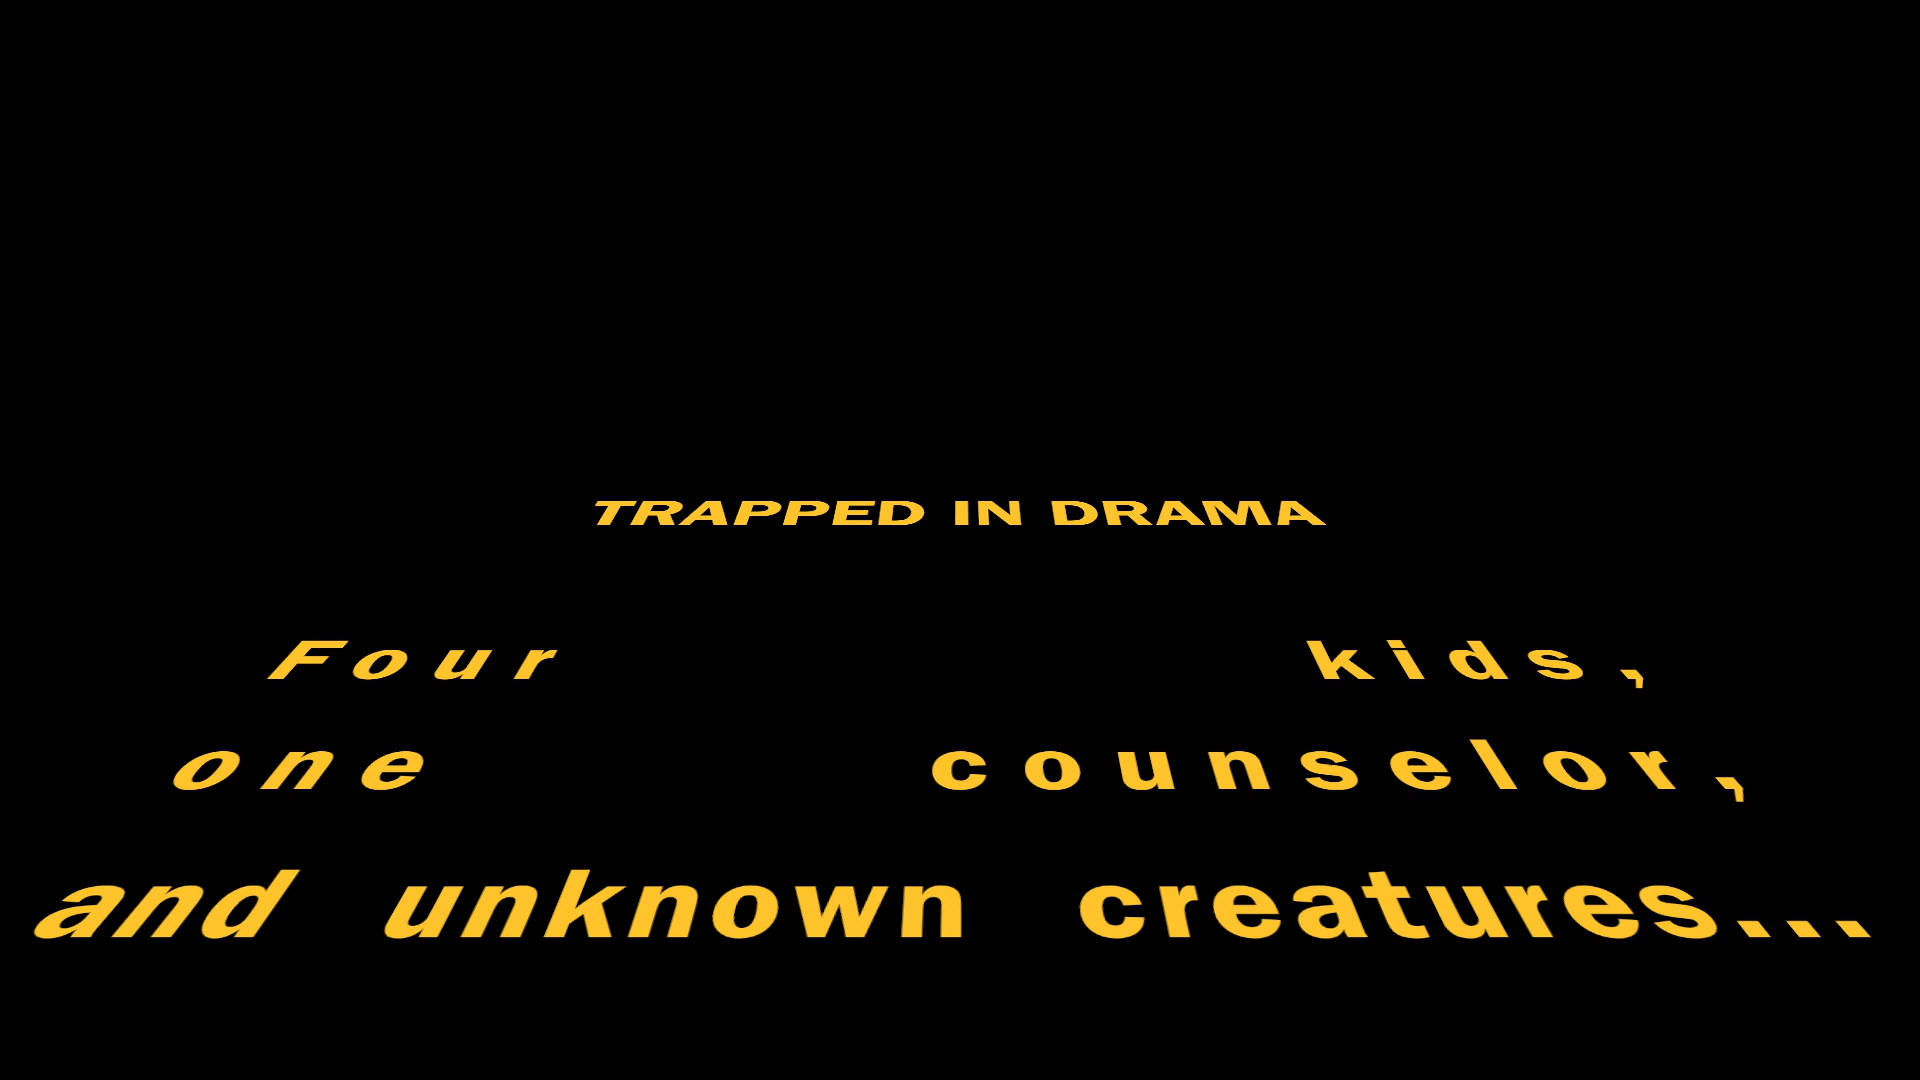 TRAPPED IN DRAMA
Four kids,
one counselor,
and unknown creatures...